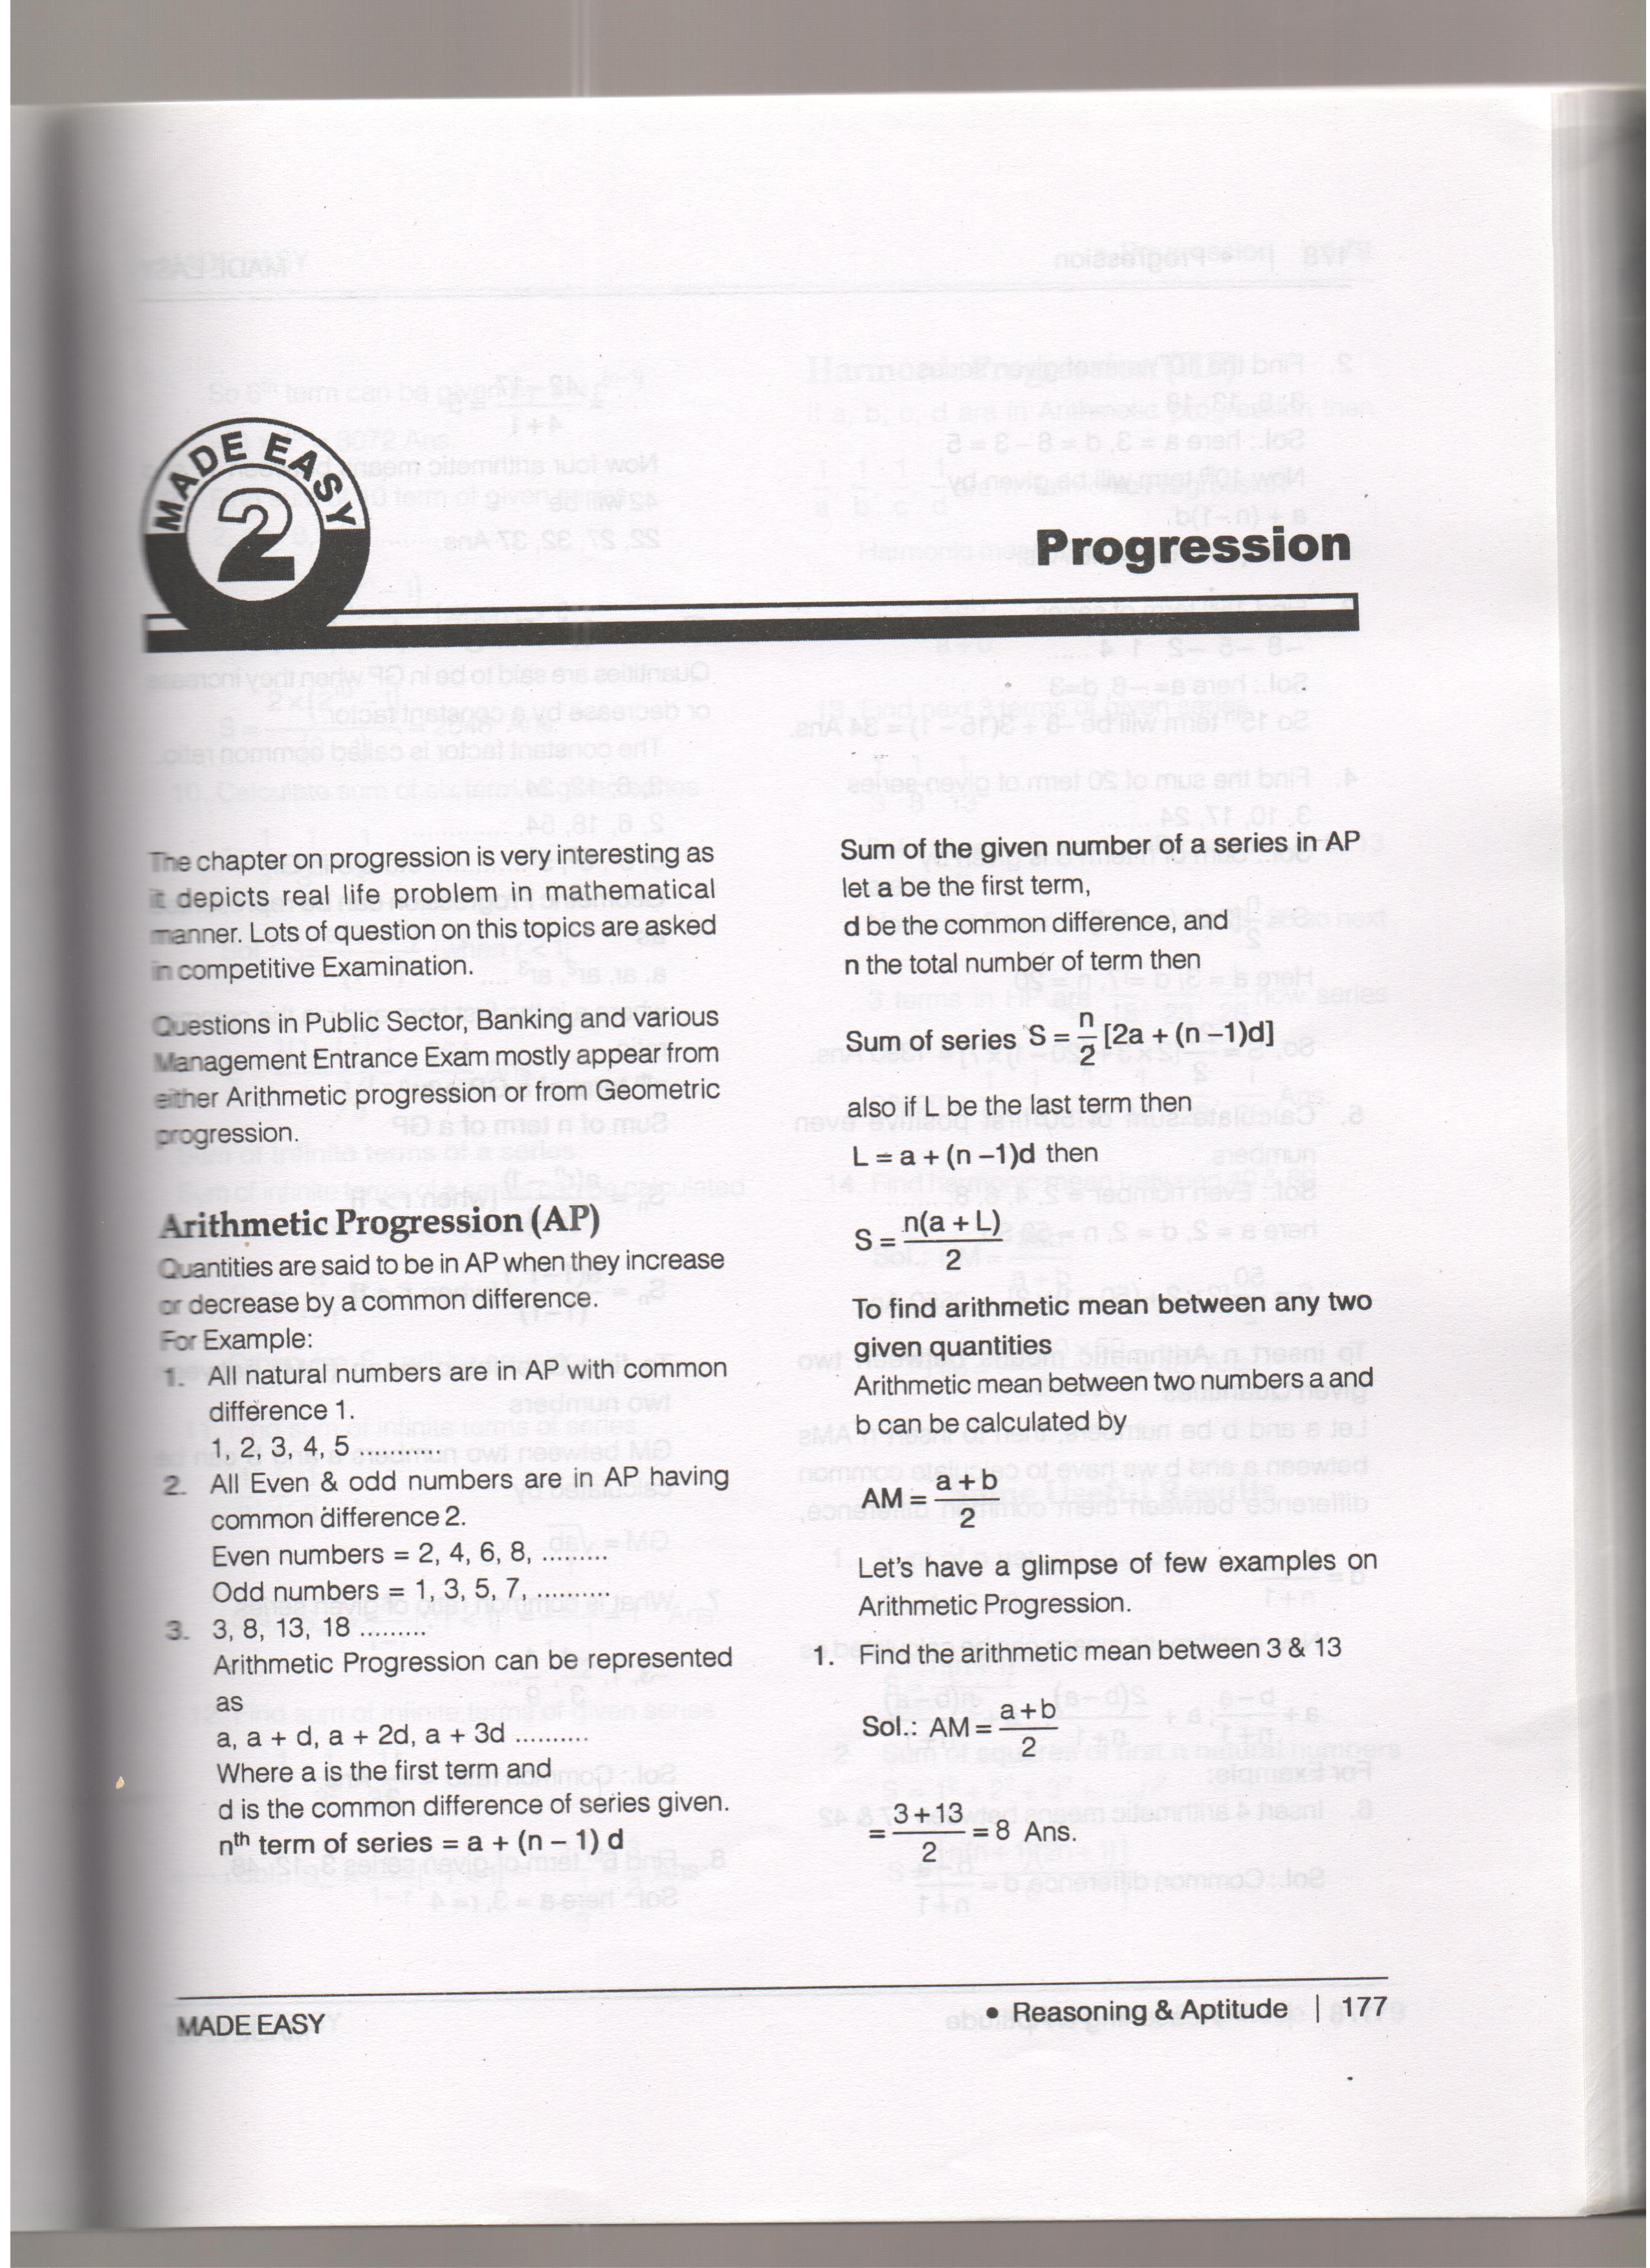 MADE EASY
2
Progression
The chapter on progression is very interesting as
it depicts real life problem in mathematical
manner. Lots of question on this topics are asked
in competitive Examination.
Questions in Public Sector, Banking and various
Management Entrance Exam mostly appear from
either Arithmetic progression or from Geometric
progression.
Arithmetic Progression (AP)
Quantities are said to be in AP when they increase
or decrease by a common difference.
For Example:
1. All natural numbers are in AP with common
difference 1.
1, 2, 3, 4, 5 ...........
2. All Even & odd numbers are in AP having
common difference 2.
Even numbers = 2, 4, 6, 8, .........
Odd numbers = 1, 3, 5, 7, ..........
3. 3, 8, 13, 18 .........
Arithmetic Progression can be represented
as
a, a + d, a + 2d, a + 3d ..........
Where a is the first term and
d is the common difference of series given.
nth term of series = a + (n – 1) d
Sum of the given number of a series in AP
let a be the first term,
d be the common difference, and
n the total number of term then
Sum of series S = n/2 [2a + (n –1)d]
also if L be the last term then
L = a + (n –1)d then
S = n(a + L)/2
To find arithmetic mean between any two
given quantities
Arithmetic mean between two numbers a and
b can be calculated by
AM = a + b/2
Let's have a glimpse of few examples on
Arithmetic Progression.
1. Find the arithmetic mean between 3 & 13
Sol.: AM = a+b/2
= 3+13/2 = 8 Ans.
MADE EASY
• Reasoning & Aptitude | 177